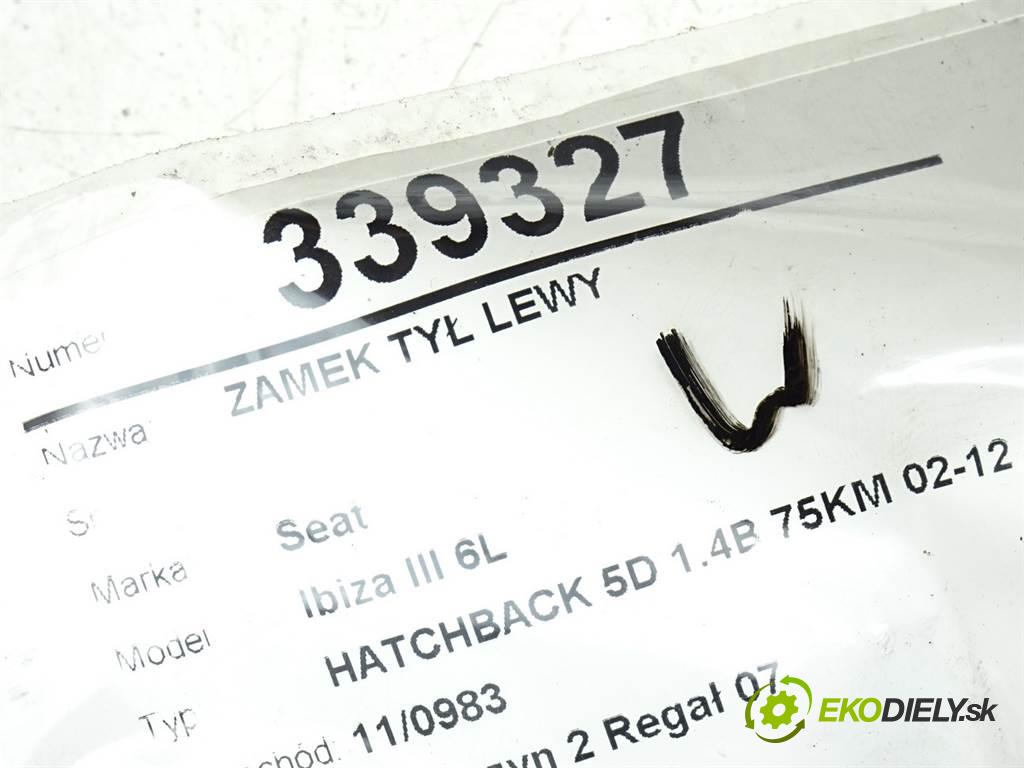 339327
ZAMEK TYŁ LEWY
Nazwa
Marka Seat
Model Ibiza III 6L
Typ HATCHBACK 5D 1.4B 75KM 02-12
11/0983
2 Regał 07
EKODIELY.sk